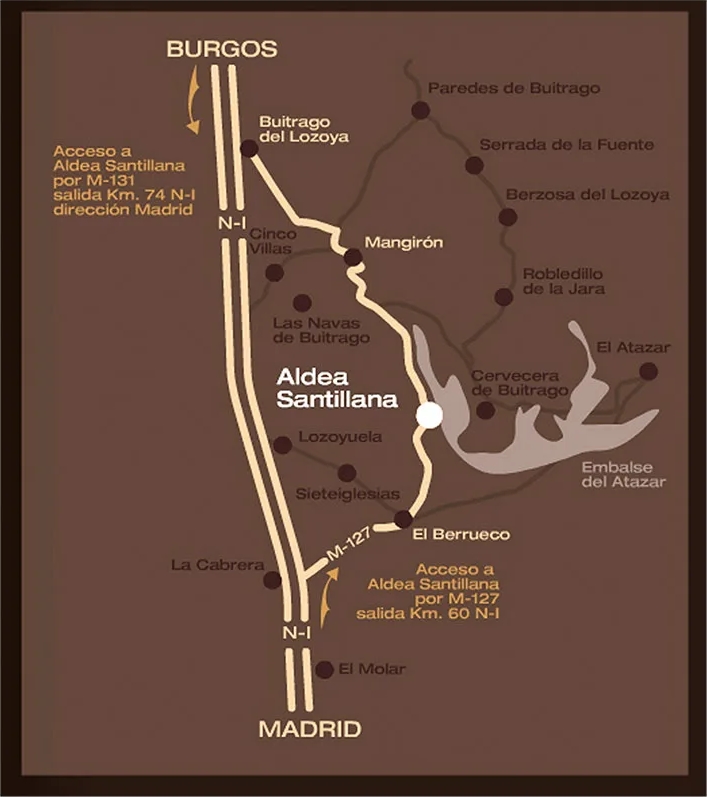 BURGOS
Paredes de Buitrago
Buitrago
del Lozoya
Serrada de la Fuente
Acceso a
Aldea Santillana
por M-131
salida Km. 74 N-I
dirección Madrid
Berzosa del Lozoya
N-I
Cinco
Villas
Mangirón
Robledillo
de la Jara
Las Navas
de Buitrago
El Atazar
Aldea
Santillana
Cervecera
de Buitrago
Lozoyuela
Embalse
del Atazar
Sieteiglesias
M-127
El Berrueco
La Cabrera
Acceso a
Aldea Santillana
por M-127
salida Km. 60 N-I
N-I
El Molar
MADRID